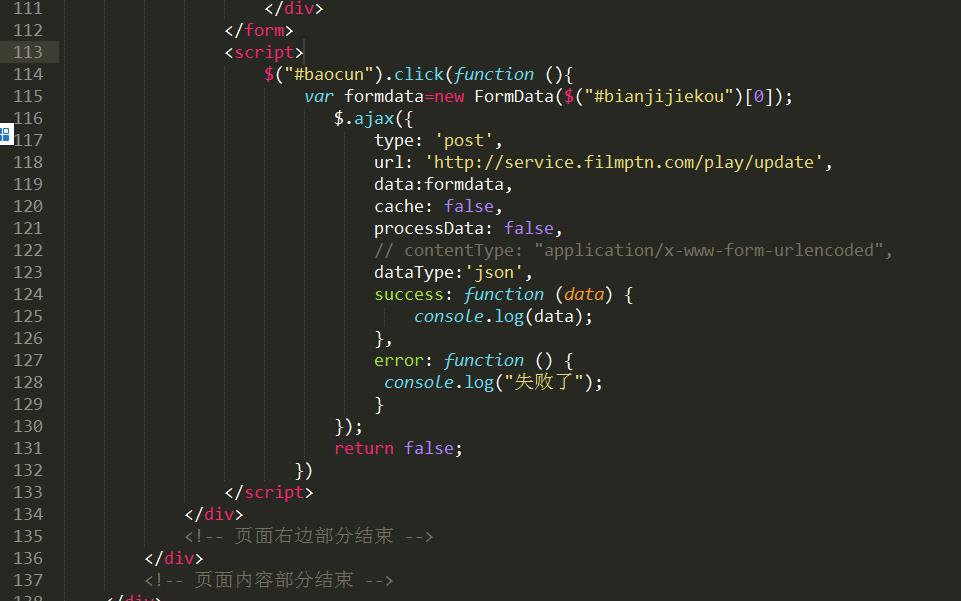 111 </div>
112 </form>
113 <script>
114 $("#baocun").click(function (){
115 var formdata=new FormData($("#bianjijiekou")[0]);
116 $.ajax({
117 type: 'post',
118 url: 'http://service.filmptn.com/play/update',
119 data:formdata,
120 cache: false,
121 processData: false,
122 // contentType: "application/x-www-form-urlencoded",
123 dataType:'json',
124 success: function (data) {
125 console.log(data);
126 },
127 error: function () {
128 console.log("失败了");
129 }
130 });
131 return false;
132 })
133 </script>
134 </div>
135 <!-- 页面右边部分结束 -->
136 </div>
137 <!-- 页面内容部分结束 -->
138 </div>